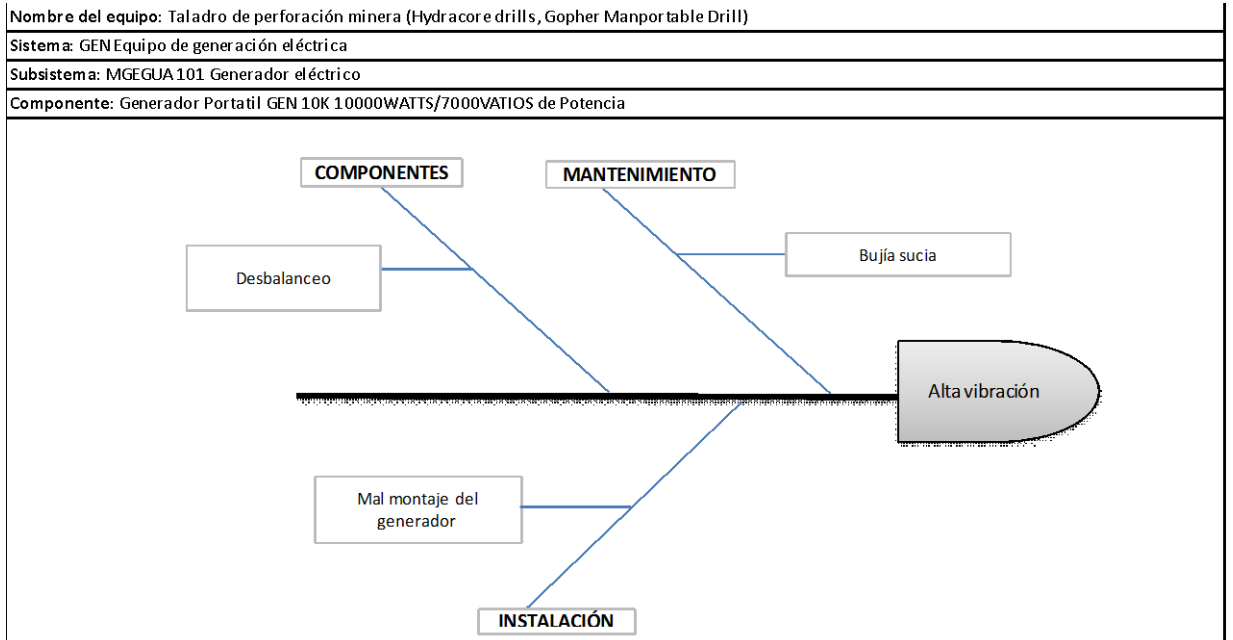 Nombre del equipo: Taladro de perforación minera (Hydracore drills, Gopher Manportable Drill)
Sistema: GEN Equipo de generación eléctrica
Subsistema: MGEGUA 101 Generador eléctrico
Componente: Generador Portatil GEN 10K 10000WATTS/7000VATIOS de Potencia
COMPONENTES
MANTENIMIENTO
Bujía sucia
Desbalanceo
Alta vibración
Mal montaje del
generador
INSTALACIÓN